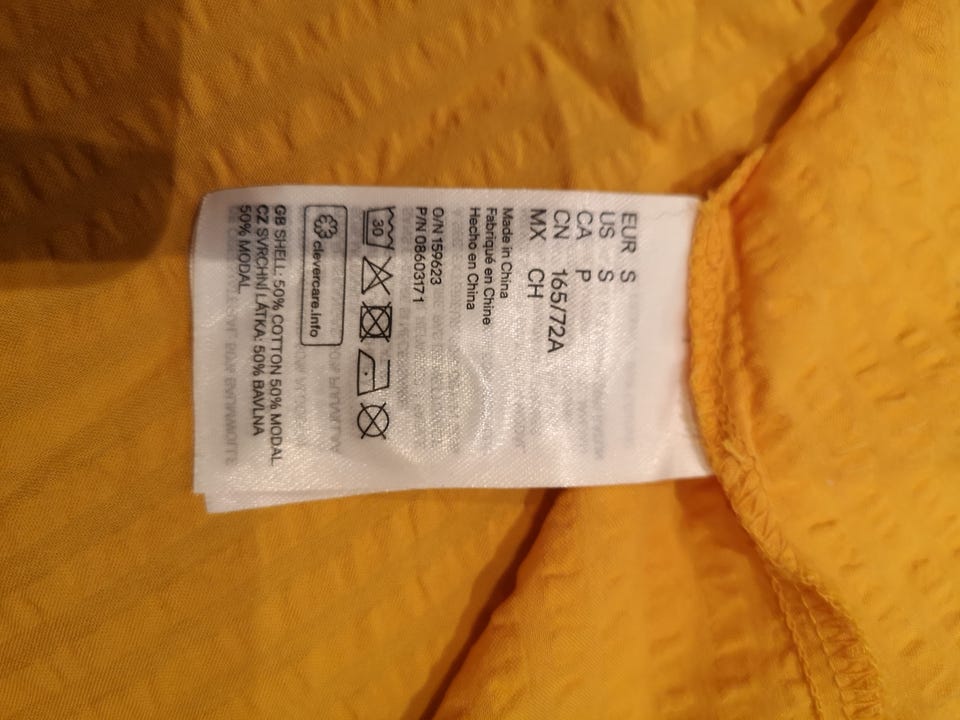 EUR S
US S
CA P
CN 165/72A
MX CH
Made in China
Fabriqué en Chine
Hecho en China
O/N 159623
P/N 08603171
30
clevercare.info
GB SHELL: 50% COTTON 50% MODAL
CZ SVRCHNÍ LÁTKA: 50% BAVLNA
50% MODAL